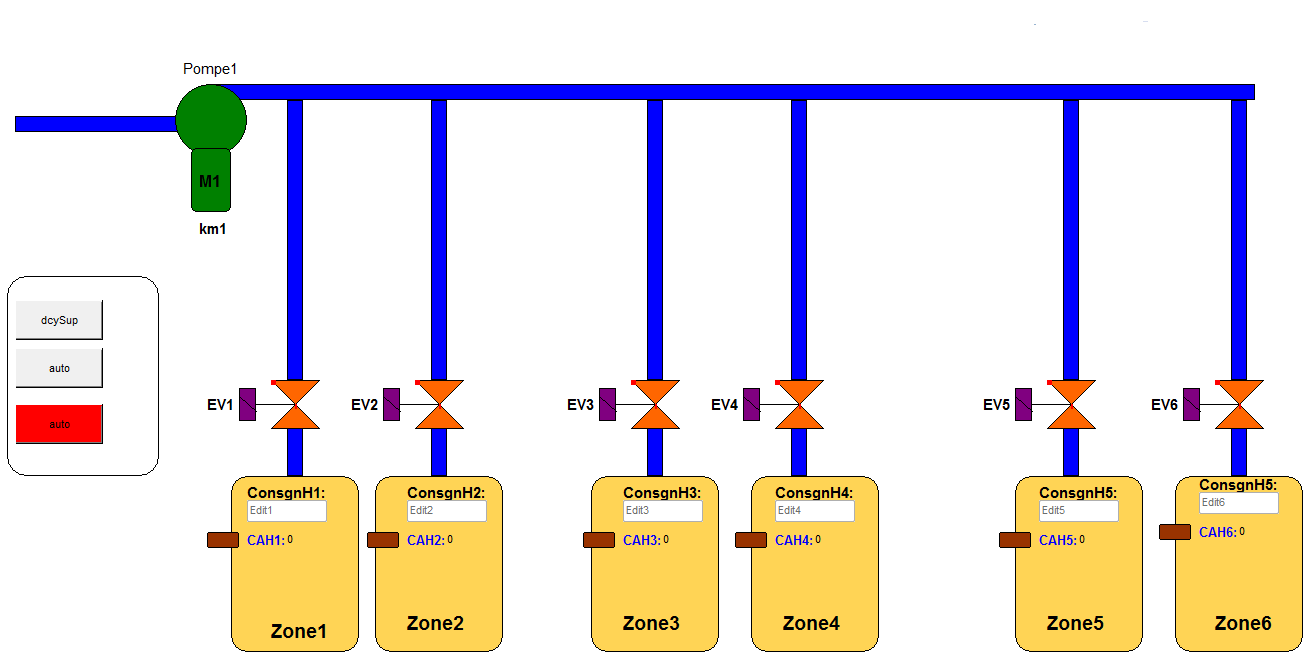 Pompe1
M1
km1
dcySup
auto
auto
EV1
EV2
EV3
EV4
EV5
EV6
ConsgnH1:
Edit1
CAH1: 0
Zone1
ConsgnH2:
Edit2
CAH2: 0
Zone2
ConsgnH3:
Edit3
CAH3: 0
Zone3
ConsgnH4:
Edit4
CAH4: 0
Zone4
ConsgnH5:
Edit5
CAH5: 0
Zone5
ConsgnH5:
Edit6
CAH6: 0
Zone6